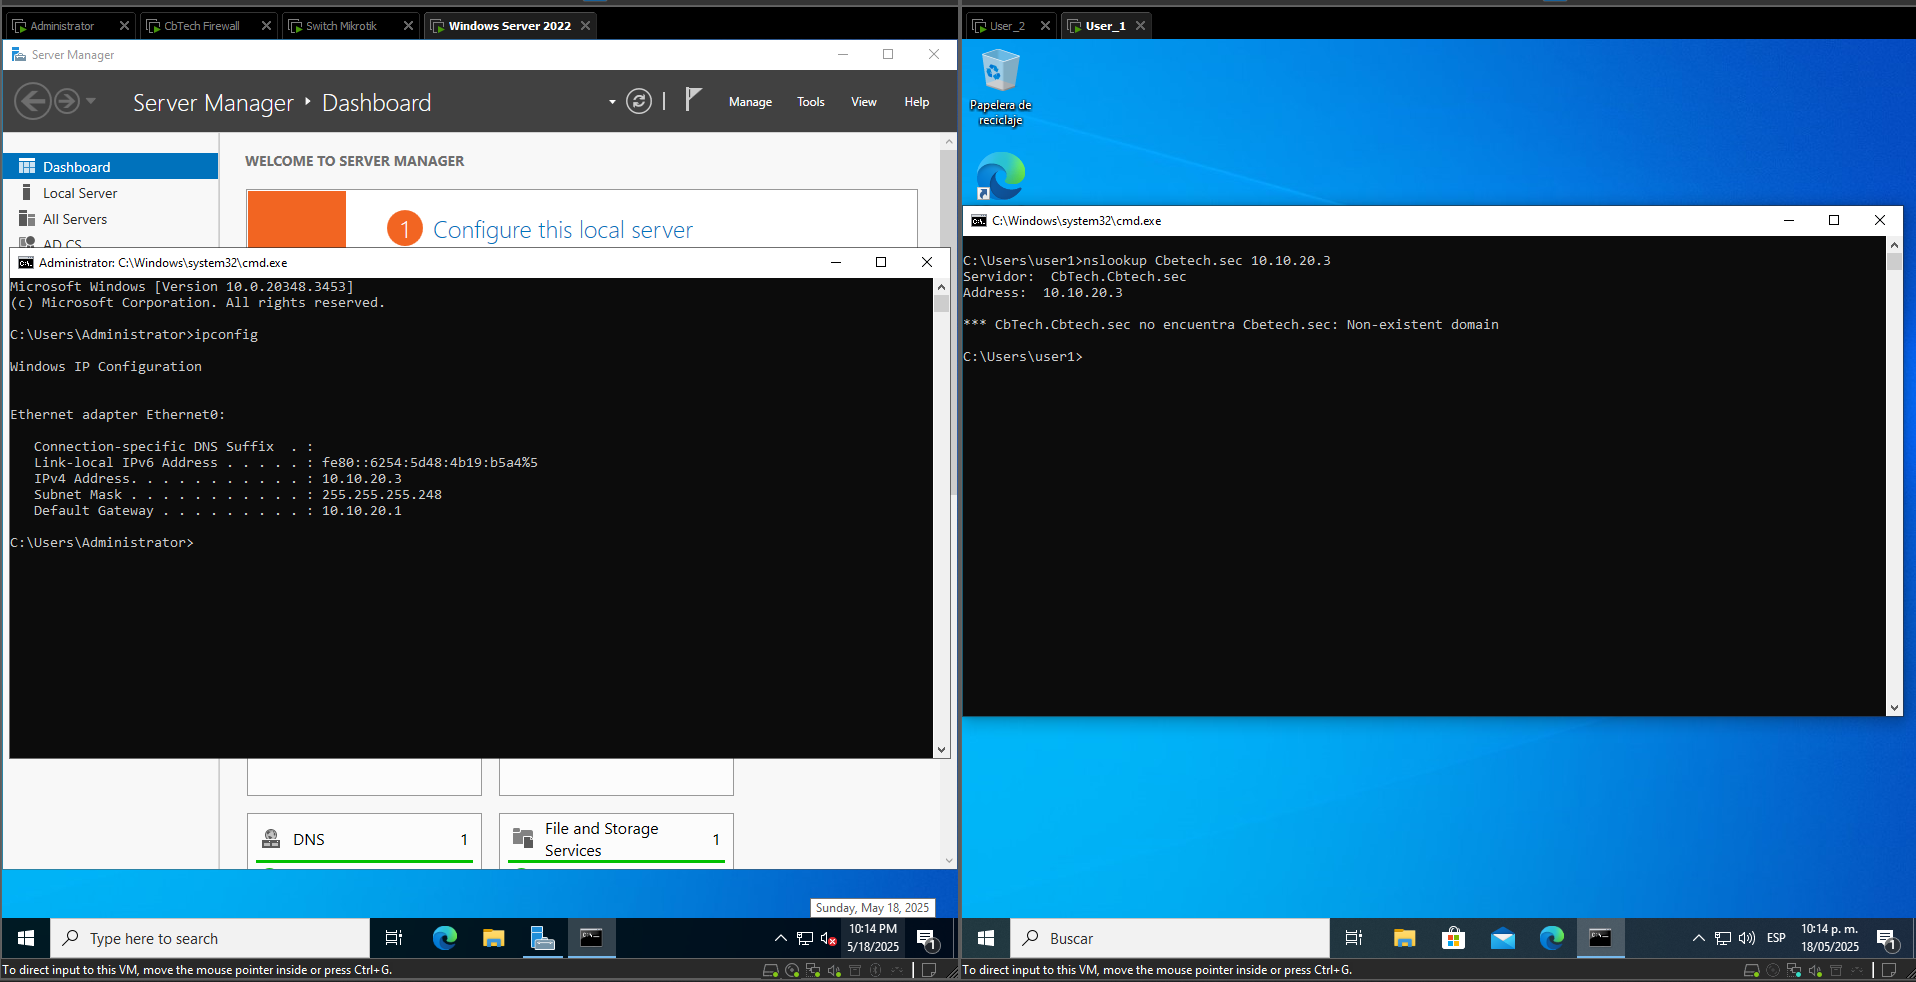 Administrator
CbTech Firewall
Switch Mikrotik
Windows Server 2022
Server Manager
Server Manager Dashboard
Manage
Tools
View
Help
Dashboard
Local Server
All Servers
AD CS
WELCOME TO SERVER MANAGER
1 Configure this local server
Administrator: C:\Windows\system32\cmd.exe
Microsoft Windows [Version 10.0.20348.3453]
(c) Microsoft Corporation. All rights reserved.
C:\Users\Administrator>ipconfig
Windows IP Configuration
Ethernet adapter Ethernet0:
Connection-specific DNS Suffix  . :
Link-local IPv6 Address . . . . . : fe80::6254:5d48:4b19:b5a4%5
IPv4 Address. . . . . . . . . . . : 10.10.20.3
Subnet Mask . . . . . . . . . . . : 255.255.255.248
Default Gateway . . . . . . . . . : 10.10.20.1
C:\Users\Administrator>
DNS 1
File and Storage Services 1
Sunday, May 18, 2025
Type here to search
10:14 PM
5/18/2025
1
To direct input to this VM, move the mouse pointer inside or press Ctrl+G.
User_2
User_1
Papelera de
reciclaje
C:\Windows\system32\cmd.exe
C:\Users\user1>nslookup Cbetech.sec 10.10.20.3
Servidor:  CbTech.Cbtech.sec
Address:  10.10.20.3
*** CbTech.Cbtech.sec no encuentra Cbetech.sec: Non-existent domain
C:\Users\user1>
Buscar
ESP
10:14 p. m.
18/05/2025
1
To direct input to this VM, move the mouse pointer inside or press Ctrl+G.